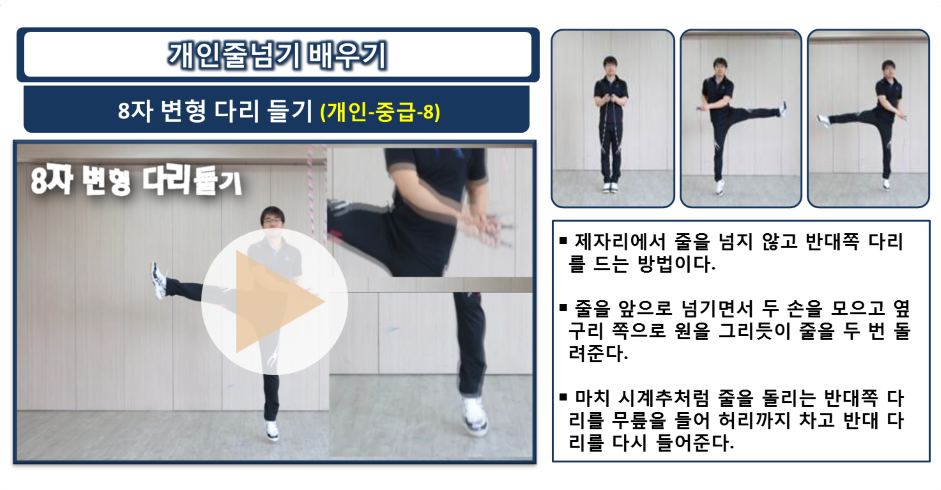 개인줄넘기 배우기
8자 변형 다리 들기 (개인-중급-8)
8자 변형 다리들기
▪ 제자리에서 줄을 넘지 않고 반대쪽 다리
를 드는 방법이다.
▪ 줄을 앞으로 넘기면서 두 손을 모으고 옆
구리 쪽으로 원을 그리듯이 줄을 두 번 돌
려준다.
▪ 마치 시계추처럼 줄을 돌리는 반대쪽 다
리를 무릎을 들어 허리까지 차고 반대 다
리를 다시 들어준다.